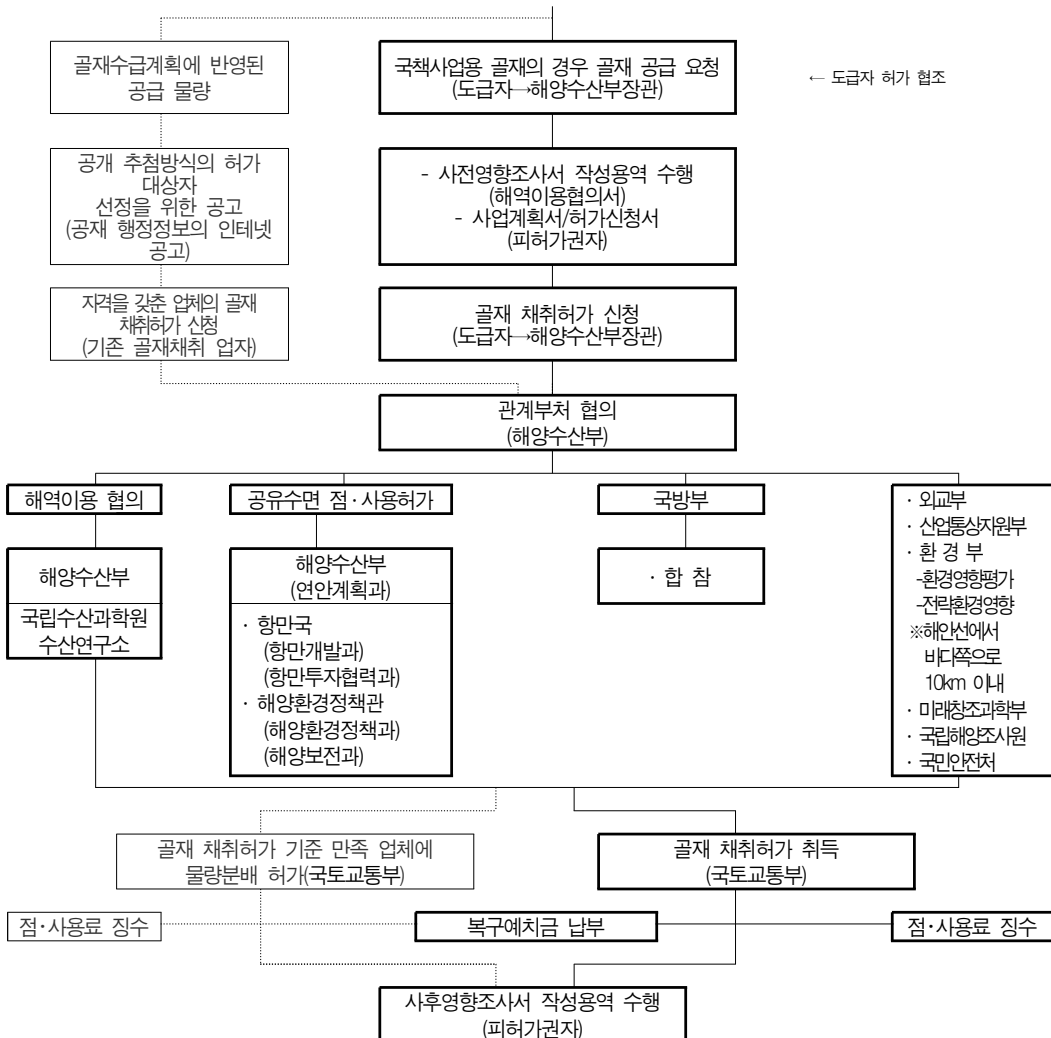 골재수급계획에 반영된
공급 물량
국책사업용 골재의 경우 골재 공급 요청
(도급자→해양수산부장관)
← 도급자 허가 협조
공개 추첨방식의 허가
대상자
선정을 위한 공고
(공재 행정정보의 인테넷
공고)
- 사전영향조사서 작성용역 수행
(해역이용협의서)
- 사업계획서/허가신청서
(피허가권자)
자격을 갖춘 업체의 골재
채취허가 신청
(기존 골재채취 업자)
골재 채취허가 신청
(도급자→해양수산부장관)
관계부처 협의
(해양수산부)
해역이용 협의
공유수면 점·사용허가
국방부
해양수산부
국립수산과학원
수산연구소
해양수산부
(연안계획과)
· 항만국
(항만개발과)
(항만투자협력과)
· 해양환경정책관
(해양환경정책과)
(해양보전과)
· 합 참
· 외교부
· 산업통상자원부
· 환 경 부
-환경영향평가
-전략환경영향
※해안선에서
바다쪽으로
10km 이내
· 미래창조과학부
· 국립해양조사원
· 국민안전처
골재 채취허가 기준 만족 업체에
물량분배 허가(국토교통부)
골재 채취허가 취득
(국토교통부)
점·사용료 징수
복구예치금 납부
점·사용료 징수
사후영향조사서 작성용역 수행
(피허가권자)